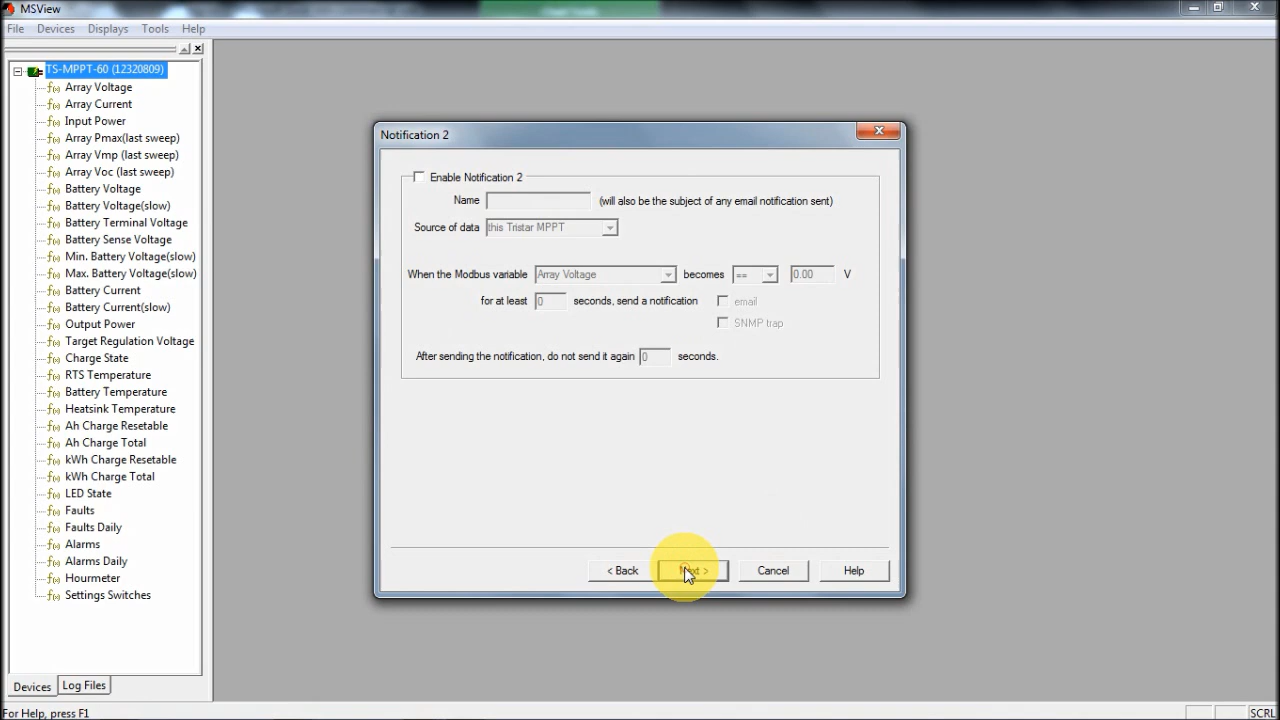 MSView
File Devices Displays Tools Help
TS-MPPT-60 (12320809)
Array Voltage
Array Current
Input Power
Array Pmax(last sweep)
Array Vmp (last sweep)
Array Voc (last sweep)
Battery Voltage
Battery Voltage(slow)
Battery Terminal Voltage
Battery Sense Voltage
Min. Battery Voltage(slow)
Max. Battery Voltage(slow)
Battery Current
Battery Current(slow)
Output Power
Target Regulation Voltage
Charge State
RTS Temperature
Battery Temperature
Heatsink Temperature
Ah Charge Resetable
Ah Charge Total
kWh Charge Resetable
kWh Charge Total
LED State
Faults
Faults Daily
Alarms
Alarms Daily
Hourmeter
Settings Switches
Devices Log Files
For Help, press F1
SCRL
Notification 2
Enable Notification 2
Name (will also be the subject of any email notification sent)
Source of data this Tristar MPPT
When the Modbus variable Array Voltage becomes == 0.00 V
for at least 0 seconds, send a notification email
SNMP trap
After sending the notification, do not send it again 0 seconds.
< Back Next > Cancel Help